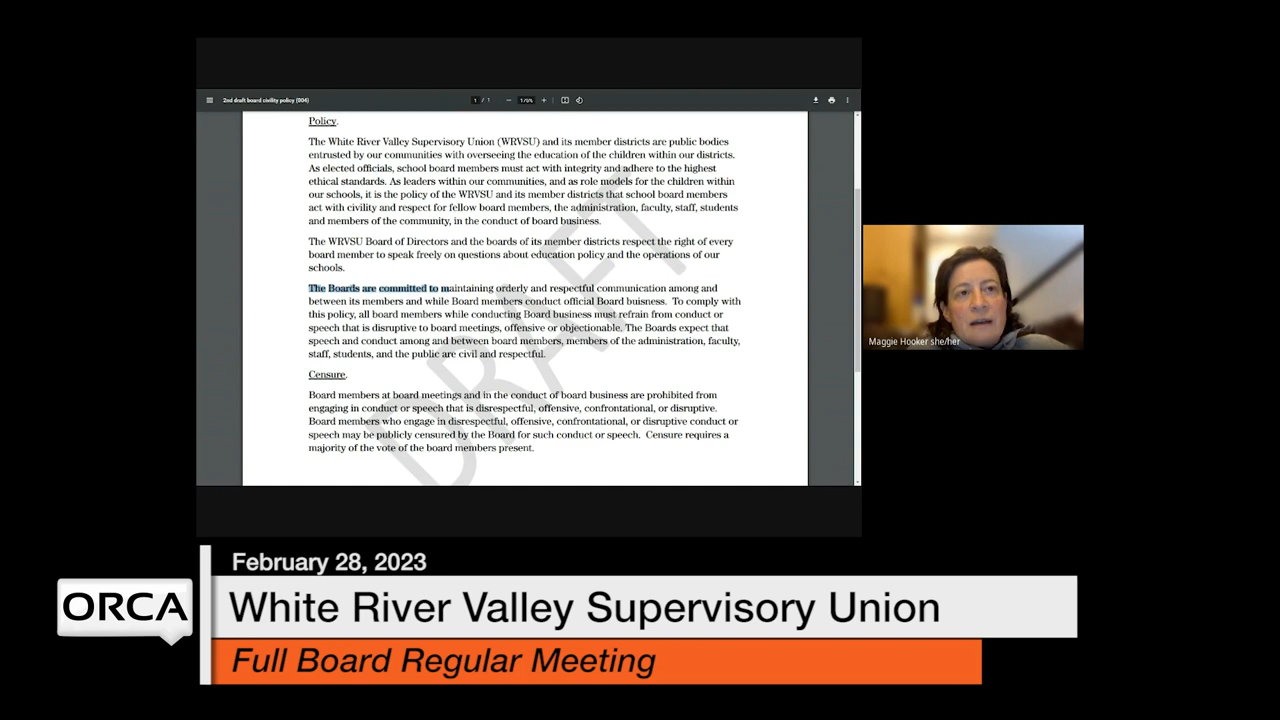 2nd draft board civility policy (004)
1 / 1
170%
Policy.
The White River Valley Supervisory Union (WRVSU) and its member districts are public bodies
entrusted by our communities with overseeing the education of the children within our districts.
As elected officials, school board members must act with integrity and adhere to the highest
ethical standards. As leaders within our communities, and as role models for the children within
our schools, it is the policy of the WRVSU and its member districts that school board members
act with civility and respect for fellow board members, the administration, faculty, staff, students
and members of the community, in the conduct of board business.
The WRVSU Board of Directors and the boards of its member districts respect the right of every
board member to speak freely on questions about education policy and the operations of our
schools.
The Boards are committed to maintaining orderly and respectful communication among and
between its members and while Board members conduct official Board buisness. To comply with
this policy, all board members while conducting Board business must refrain from conduct or
speech that is disruptive to board meetings, offensive or objectionable. The Boards expect that
speech and conduct among and between board members, members of the administration, faculty,
staff, students, and the public are civil and respectful.
Censure.
Board members at board meetings and in the conduct of board business are prohibited from
engaging in conduct or speech that is disrespectful, offensive, confrontational, or disruptive.
Board members who engage in disrespectful, offensive, confrontational, or disruptive conduct or
speech may be publicly censured by the Board for such conduct or speech. Censure requires a
majority of the vote of the board members present.
DRAFT
Maggie Hooker she/her
February 28, 2023
ORCA
White River Valley Supervisory Union
Full Board Regular Meeting